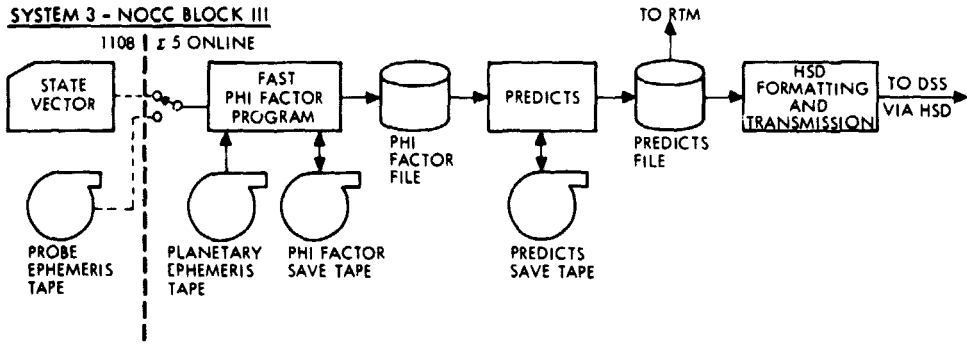 SYSTEM 3 - NOCC BLOCK III
1108
Σ 5 ONLINE
TO RTM
STATE
VECTOR
FAST
PHI FACTOR
PROGRAM
PHI
FACTOR
FILE
PREDICTS
PREDICTS
FILE
HSD
FORMATTING
AND
TRANSMISSION
TO DSS
VIA HSD
PROBE
EPHEMERIS
TAPE
PLANETARY
EPHEMERIS
TAPE
PHI FACTOR
SAVE TAPE
PREDICTS
SAVE TAPE